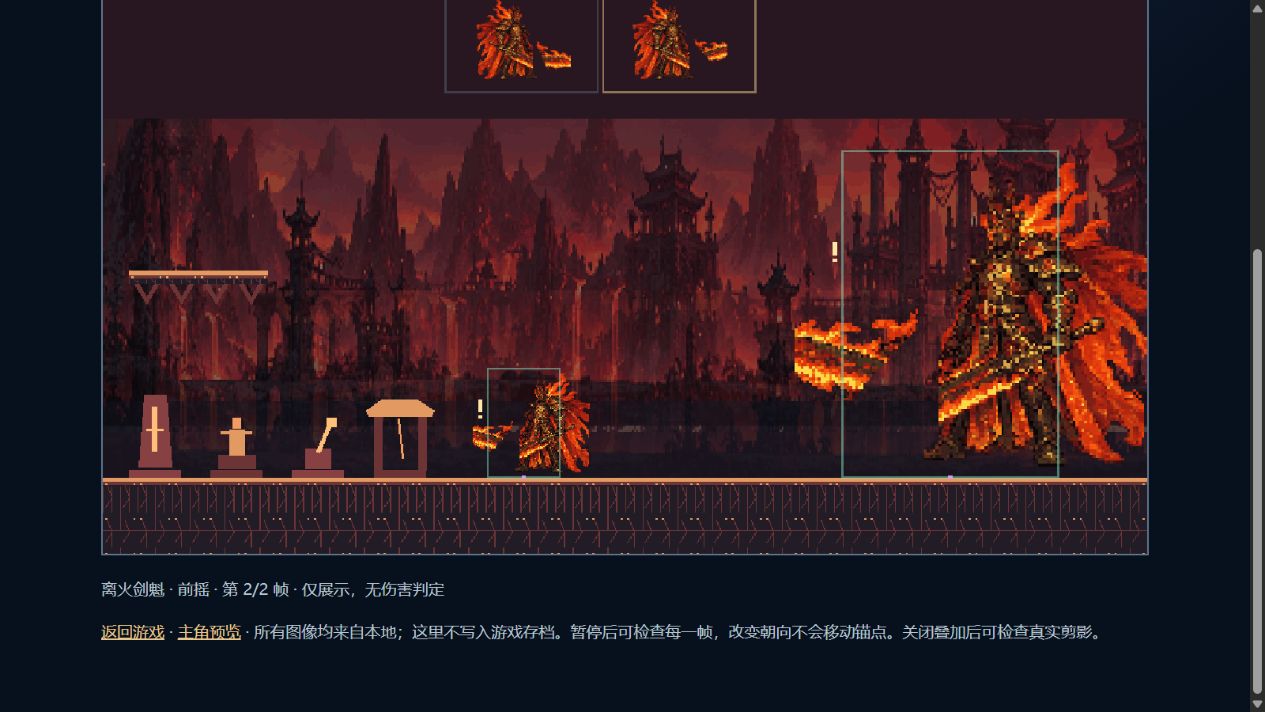 !
!
离火剑魁 · 前摇 · 第 2/2 帧 · 仅展示，无伤害判定
返回游戏 · 主角预览 · 所有图像均来自本地；这里不写入游戏存档。暂停后可检查每一帧，改变朝向不会移动锚点。关闭叠加后可检查真实剪影。